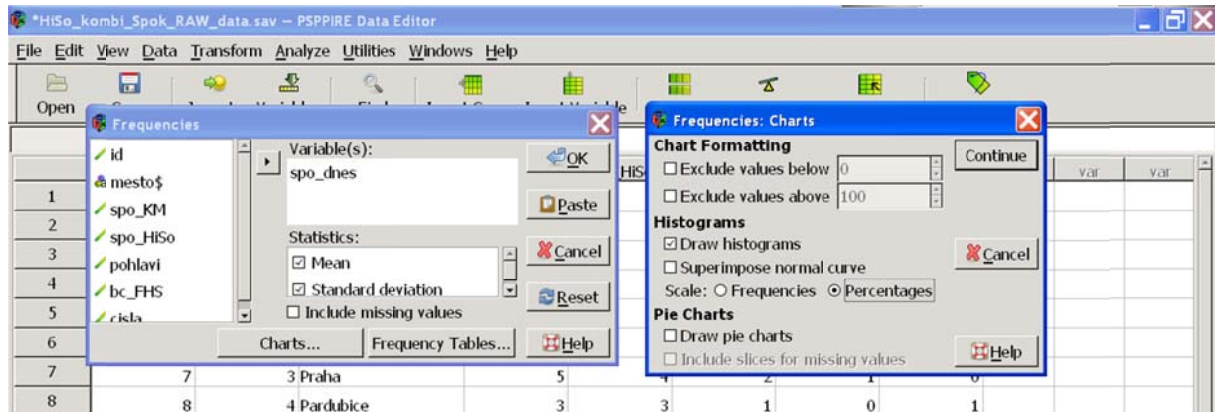 *HiSo_kombi_Spok_RAW_data.sav — PSPPIRE Data Editor
File Edit View Data Transform Analyze Utilities Windows Help
Open
Frequencies
id
mesto$
spo_KM
spo_HiSo
pohlavi
bc_FHS
cisla
Variable(s):
spo_dnes
Statistics:
Mean
Standard deviation
Include missing values
Charts... Frequency Tables...
OK
Paste
Cancel
Reset
Help
Frequencies: Charts
Chart Formatting
Exclude values below 0
Exclude values above 100
Histograms
Draw histograms
Superimpose normal curve
Scale: Frequencies Percentages
Pie Charts
Draw pie charts
Include slices for missing values
Continue
Cancel
Help
var var
1
2
3
4
5
6
7 7 3 Praha 5 4 2 1 0
8 8 4 Pardubice 3 3 1 0 1